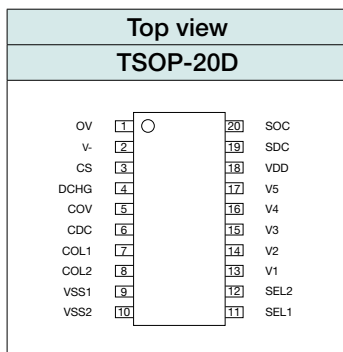 Top view
TSOP-20D
OV 1 20 SOC
V- 2 19 SDC
CS 3 18 VDD
DCHG 4 17 V5
COV 5 16 V4
CDC 6 15 V3
COL1 7 14 V2
COL2 8 13 V1
VSS1 9 12 SEL2
VSS2 10 11 SEL1